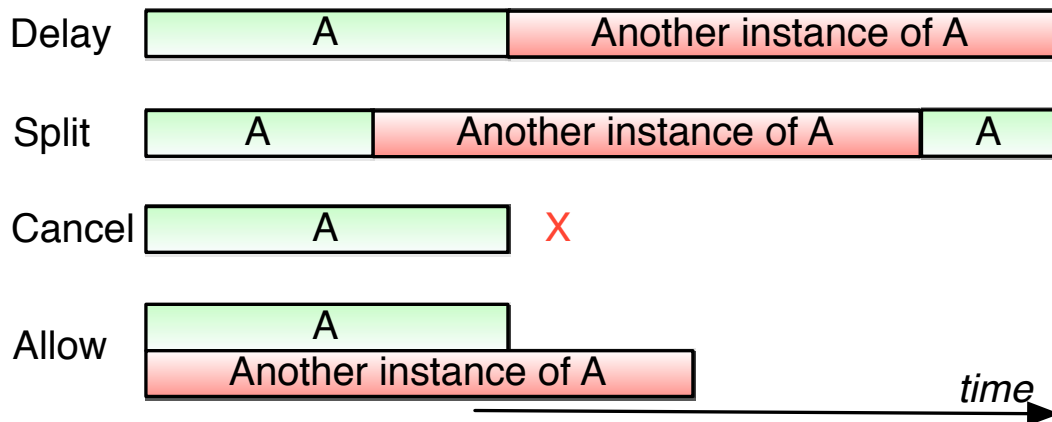 Delay A Another instance of A
Split A Another instance of A A
Cancel A X
A
Allow
Another instance of A
time